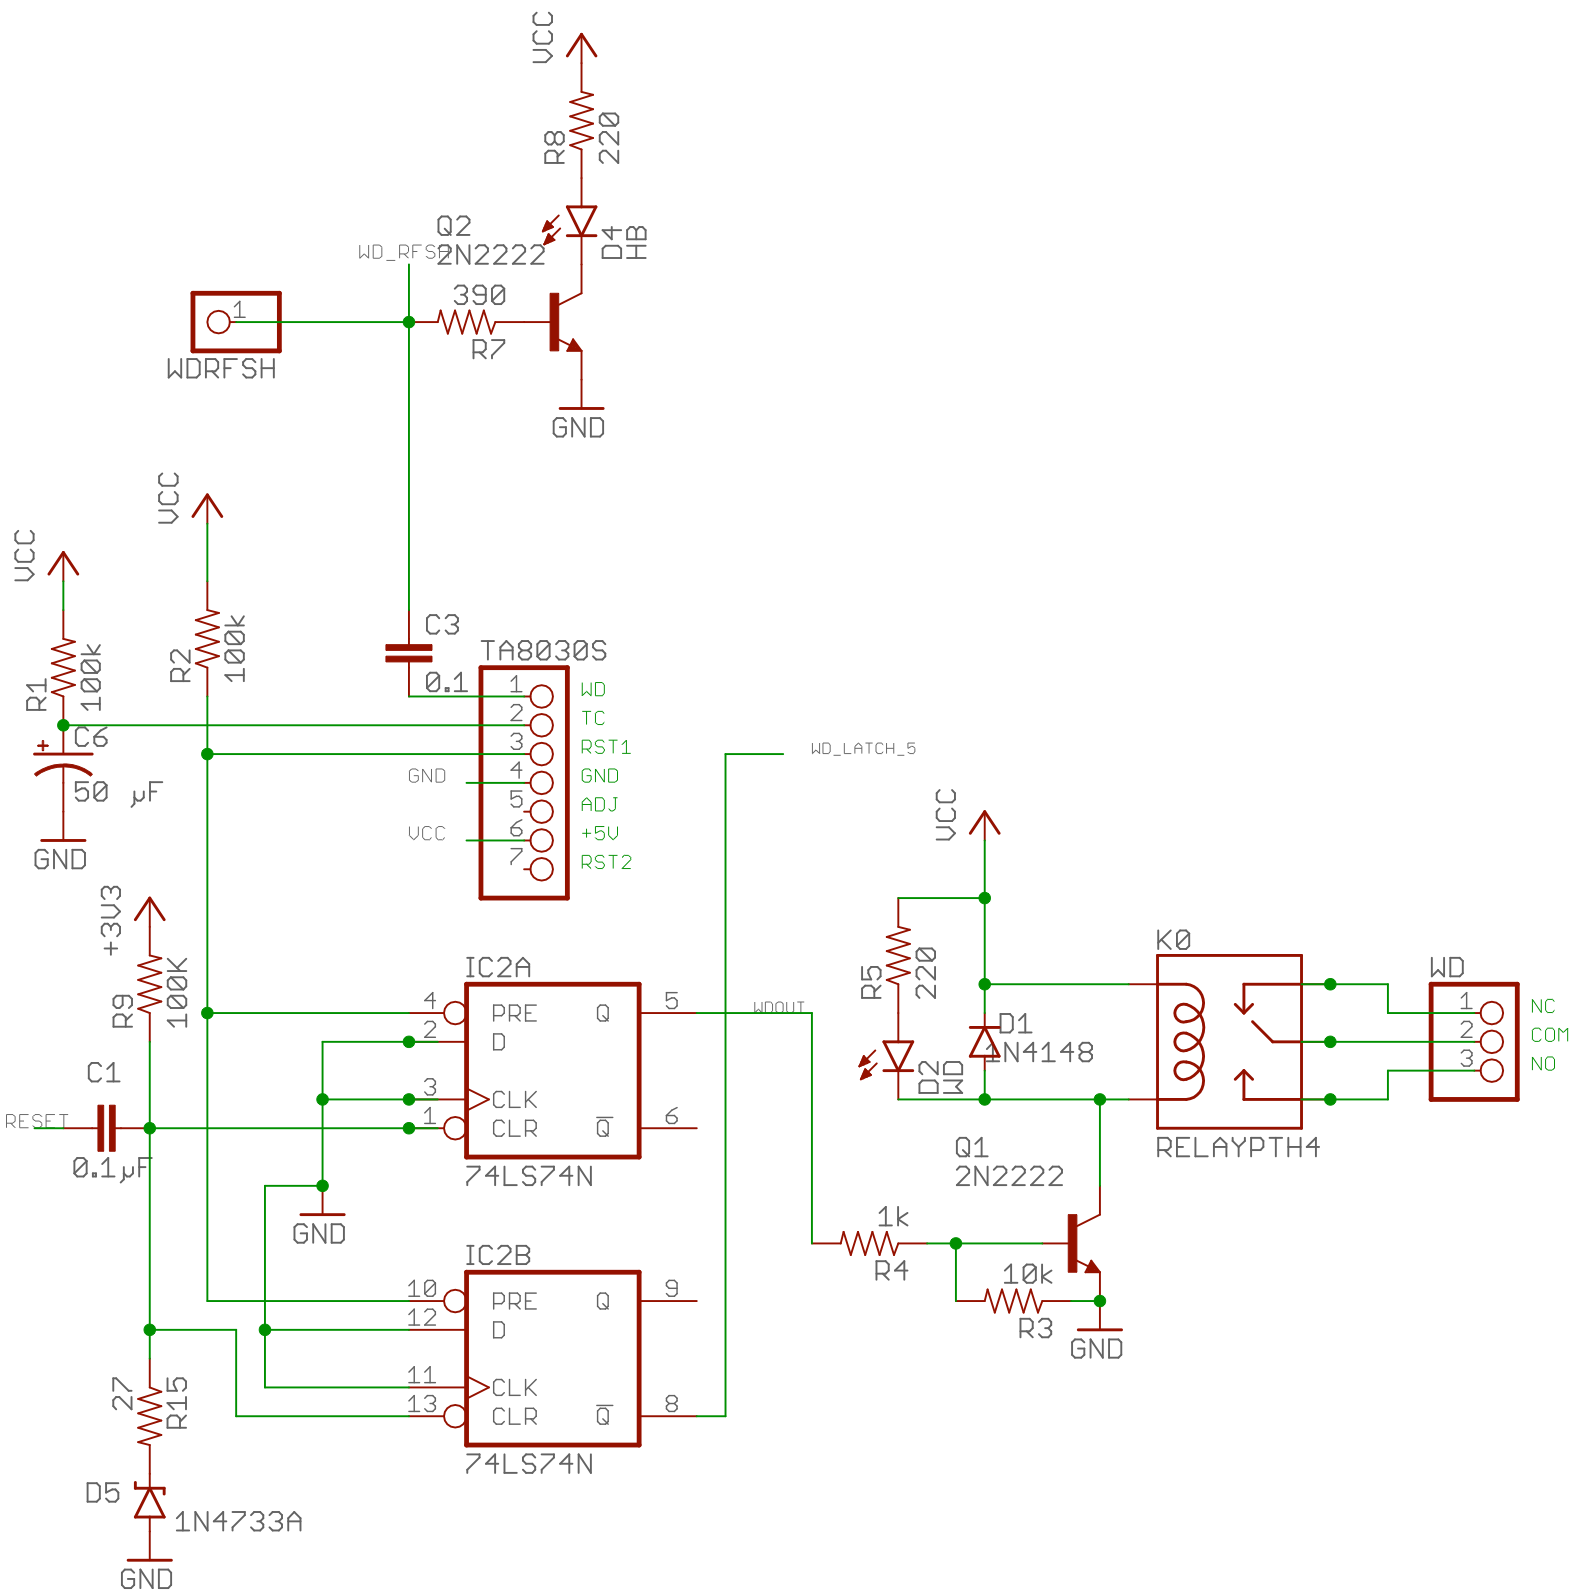 VCC
R8
220
Q2
2N2222
WD_RFSH
D4
HB
390
R7
1
WDRFSH
GND
VCC
VCC
R2
100k
R1
100k
C3
0.1
TA8030S
1 WD
2 TC
3 RST1
GND 4 GND
5 ADJ
VCC 6 +5V
7 RST2
+
C6
50 µF
GND
WD_LATCH_5
VCC
+3V3
R9
100K
R5
220
D1
1N4148
D2
WD
K0
RELAYPTH4
WD
1 NC
2 COM
3 NO
IC2A
4 PRE Q 5
2 D
3 CLK
1 CLR Q 6
74LS74N
WDOUT
C1
RESET
0.1µF
GND
Q1
2N2222
1k
R4
10k
R3
GND
IC2B
10 PRE Q 9
12 D
11 CLK
13 CLR Q 8
74LS74N
27
R15
D5
1N4733A
GND